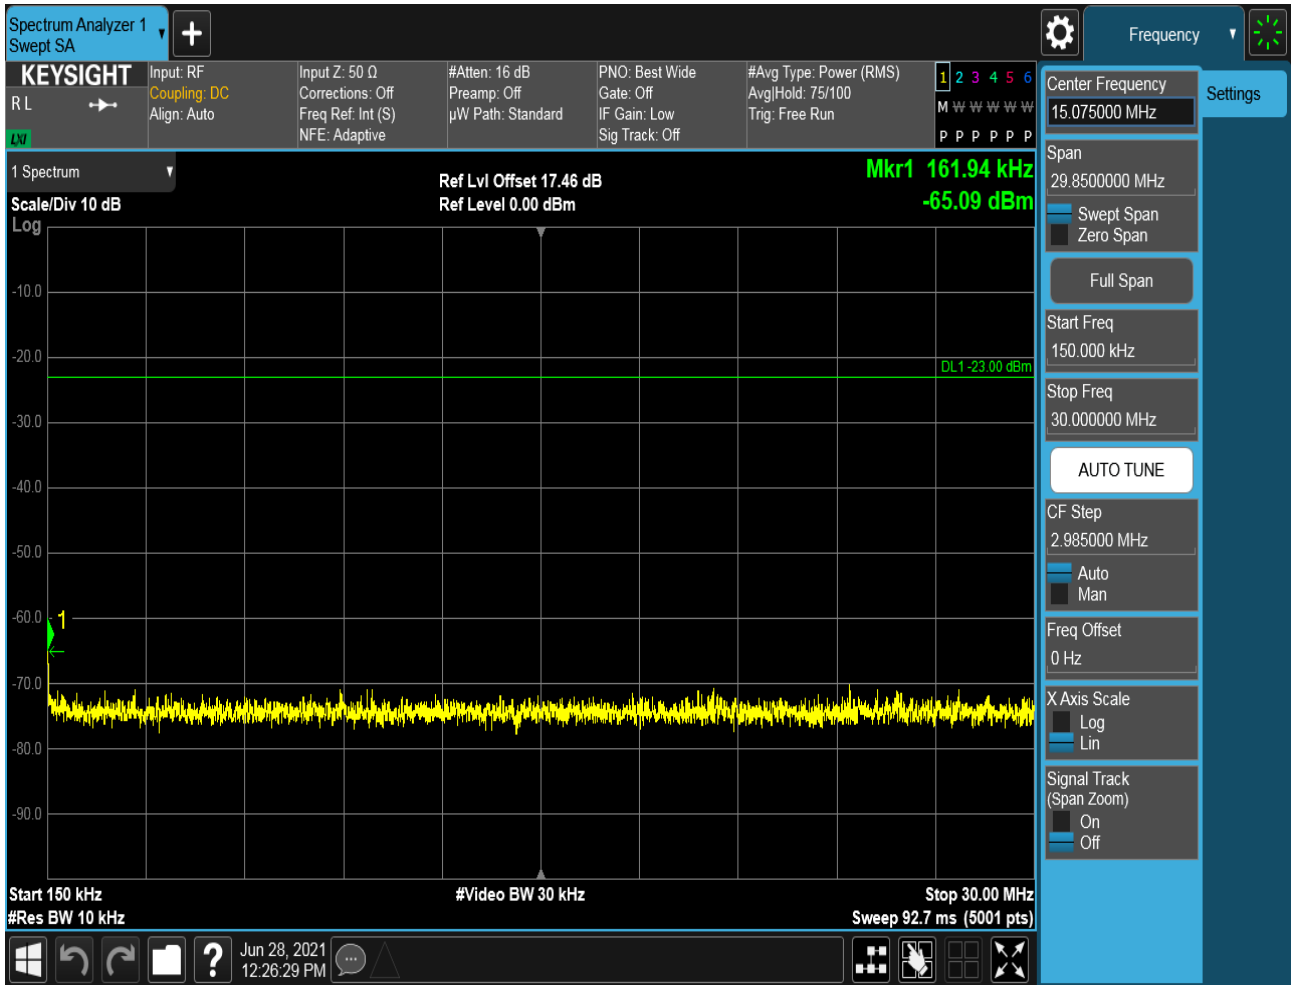 Spectrum Analyzer 1
Swept SA
Frequency
KEYSIGHT
R L
LXI
Input: RF
Coupling: DC
Align: Auto
Input Z: 50 Ω
Corrections: Off
Freq Ref: Int (S)
NFE: Adaptive
#Atten: 16 dB
Preamp: Off
µW Path: Standard
PNO: Best Wide
Gate: Off
IF Gain: Low
Sig Track: Off
#Avg Type: Power (RMS)
Avg|Hold: 75/100
Trig: Free Run
1 2 3 4 5 6
M W W W W W
P P P P P P
Center Frequency
15.075000 MHz
Settings
Span
29.8500000 MHz
Swept Span
Zero Span
Full Span
Start Freq
150.000 kHz
Stop Freq
30.000000 MHz
AUTO TUNE
CF Step
2.985000 MHz
Auto
Man
Freq Offset
0 Hz
X Axis Scale
Log
Lin
Signal Track
(Span Zoom)
On
Off
1 Spectrum
Scale/Div 10 dB
Log
Ref Lvl Offset 17.46 dB
Ref Level 0.00 dBm
Mkr1 161.94 kHz
-65.09 dBm
-10.0
-20.0
DL1 -23.00 dBm
-30.0
-40.0
-50.0
-60.0
1
-70.0
-80.0
-90.0
Start 150 kHz
#Video BW 30 kHz
Stop 30.00 MHz
#Res BW 10 kHz
Sweep 92.7 ms (5001 pts)
?
Jun 28, 2021
12:26:29 PM